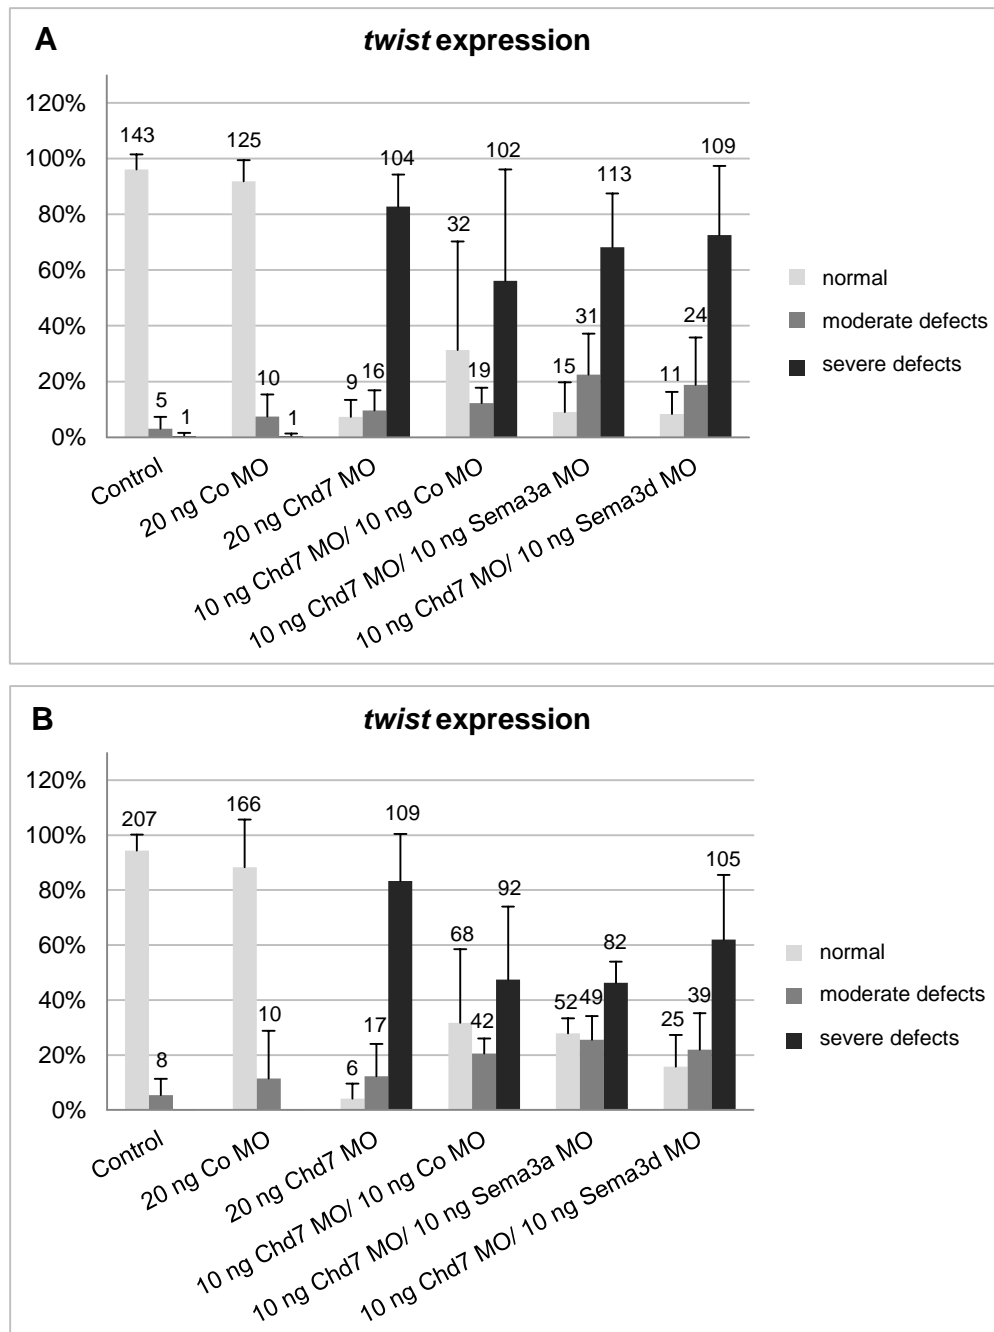 A
twist expression
120%
100%
80%
60%
40%
20%
0%
143
5
1
125
10
1
9
16
104
32
19
102
15
31
113
11
24
109
Control
20 ng Co MO
20 ng Chd7 MO
10 ng Chd7 MO/ 10 ng Co MO
10 ng Chd7 MO/ 10 ng Sema3a MO
10 ng Chd7 MO/ 10 ng Sema3d MO
normal
moderate defects
severe defects
B
twist expression
120%
100%
80%
60%
40%
20%
0%
207
8
166
10
6
17
109
68
42
92
52
49
82
25
39
105
Control
20 ng Co MO
20 ng Chd7 MO
10 ng Chd7 MO/ 10 ng Co MO
10 ng Chd7 MO/ 10 ng Sema3a MO
10 ng Chd7 MO/ 10 ng Sema3d MO
normal
moderate defects
severe defects